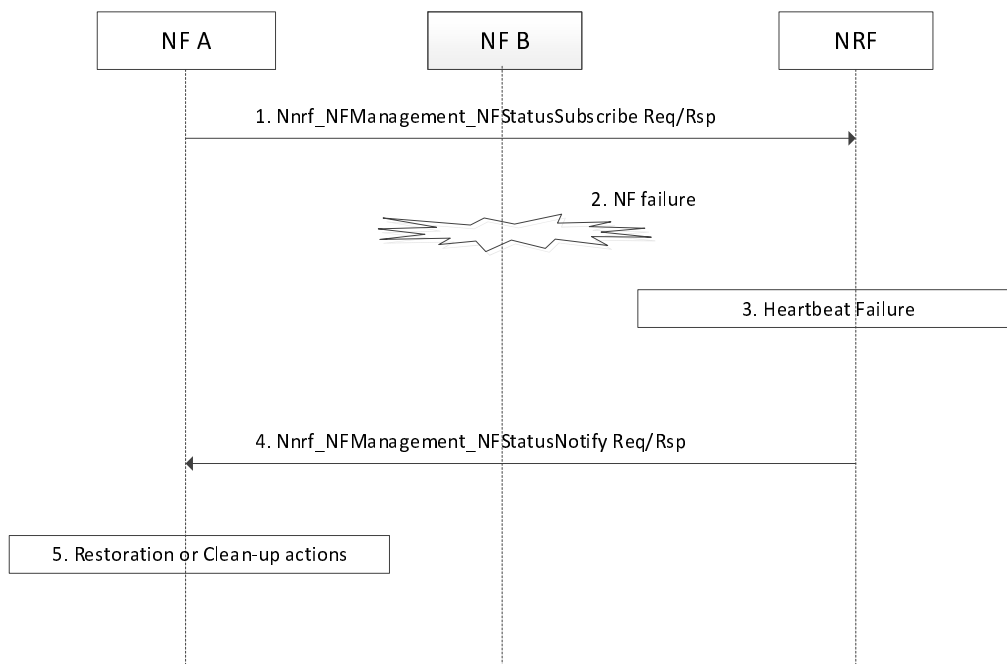 NF A
NF B
NRF
1. Nnrf_NFManagement_NFStatusSubscribe Req/Rsp
2. NF failure
3. Heartbeat Failure
4. Nnrf_NFManagement_NFStatusNotify Req/Rsp
5. Restoration or Clean-up actions